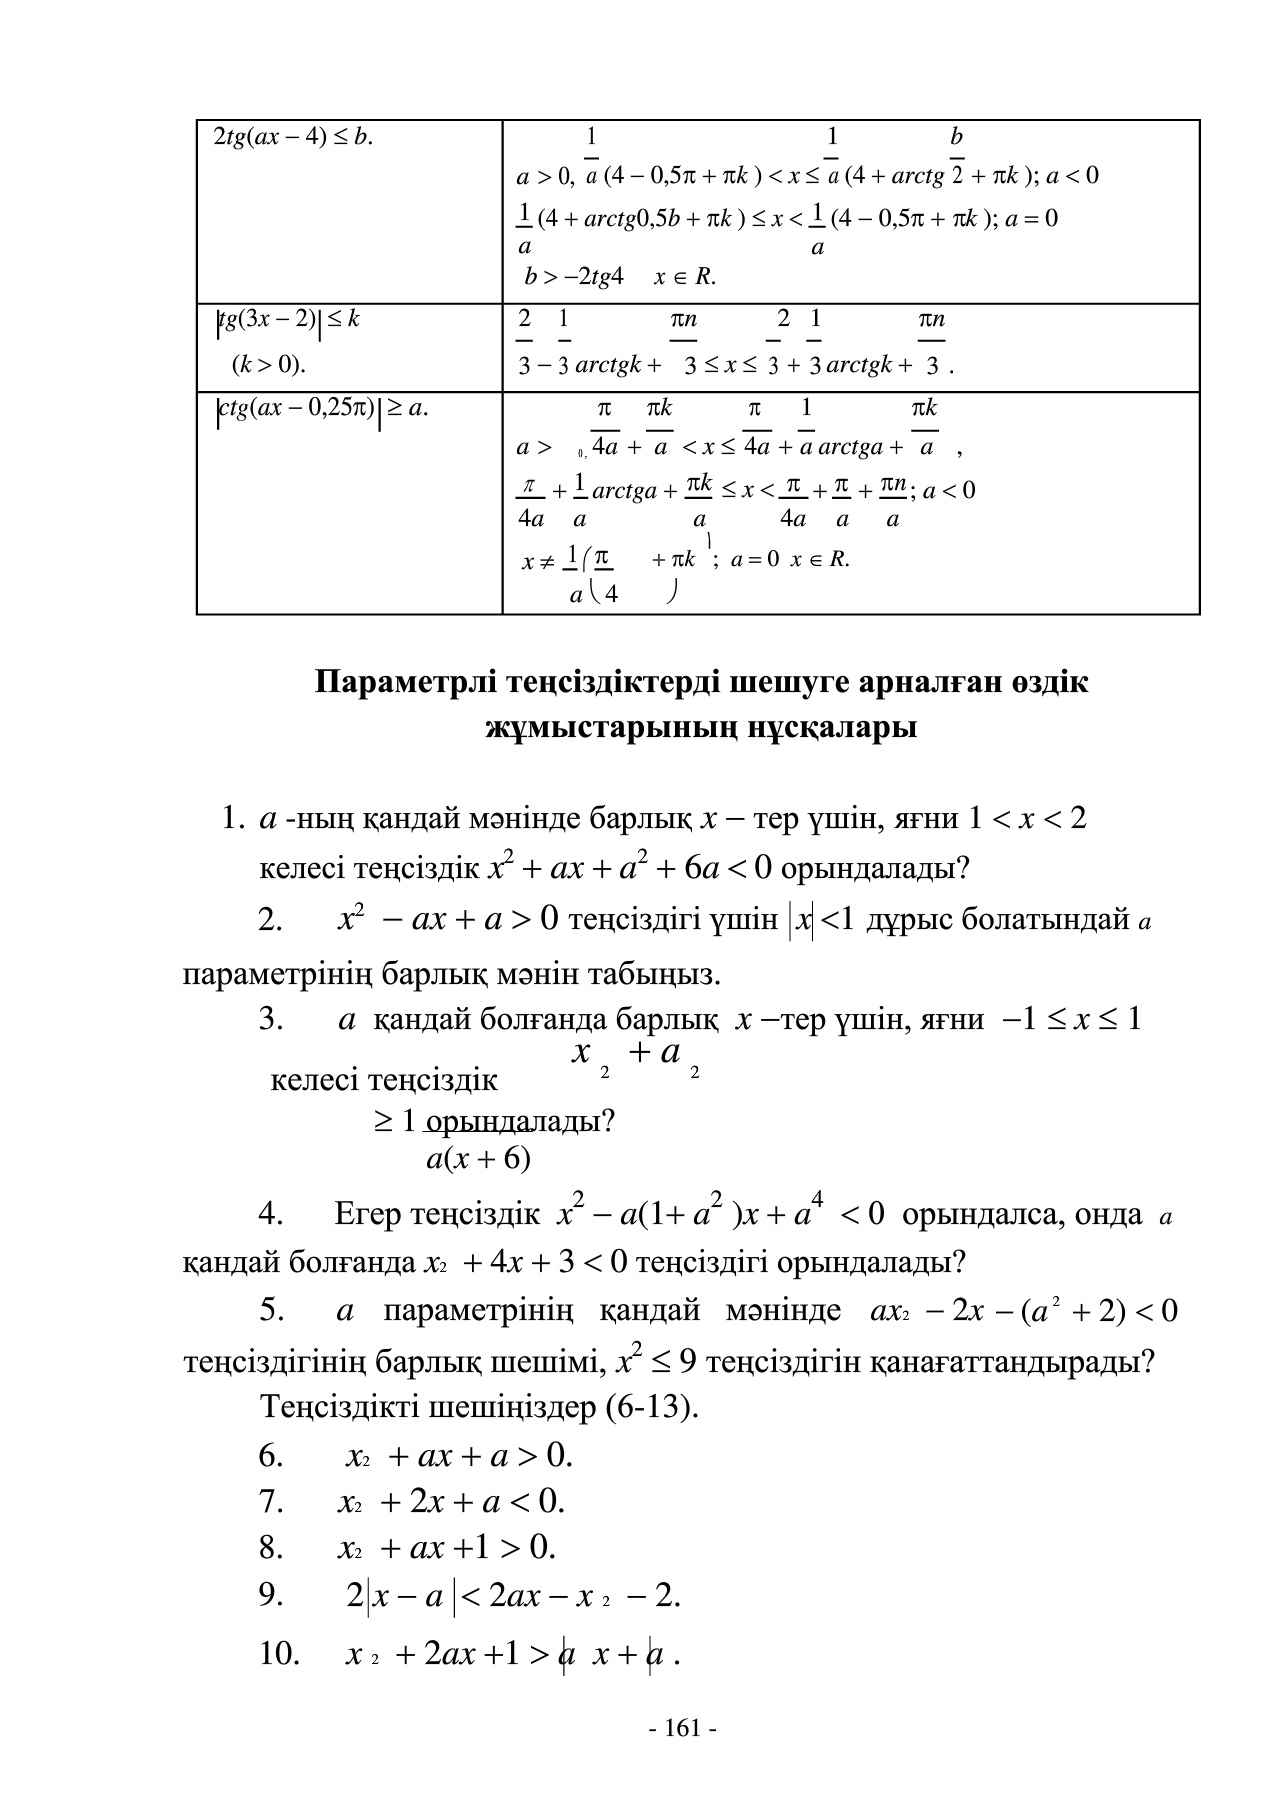 2tg(ax − 4) ≤ b.
a > 0, 1/a (4 − 0,5π + πk ) < x ≤ 1/a (4 + arctg b/2 + πk ); a < 0
1/a (4 + arctg0,5b + πk ) ≤ x < 1/a (4 − 0,5π + πk ); a = 0
b > −2tg4 x ∈ R.
|tg(3x − 2)| ≤ k
(k > 0).
2/3 − 1/3 arctgk + πn/3 ≤ x ≤ 2/3 + 1/3 arctgk + πn/3 .
|ctg(ax − 0,25π)| ≥ a.
a > 0, π/4a + πk/a < x ≤ π/4a + 1/a arctga + πk/a ,
π/4a + 1/a arctga + πk/a ≤ x < π/4a + π/a + πn/a ; a < 0
x ≠ 1/a (π/4 + πk ) ; a = 0 x ∈ R.
Параметрлі теңсіздіктерді шешуге арналған өздік
жұмыстарының нұсқалары
1. a -ның қандай мәнінде барлық x − тер үшін, яғни 1 < x < 2
келесі теңсіздік x² + ax + a² + 6a < 0 орындалады?
2. x² − ax + a > 0 теңсіздігі үшін |x| <1 дұрыс болатындай a
параметрінің барлық мәнін табыңыз.
3. a қандай болғанда барлық x −тер үшін, яғни −1 ≤ x ≤ 1
x ₂ + a ₂
келесі теңсіздік
≥ 1 орындалады?
a(x + 6)
4. Егер теңсіздік x² − a(1+ a² )x + a⁴ < 0 орындалса, онда a
қандай болғанда x₂ + 4x + 3 < 0 теңсіздігі орындалады?
5. a параметрінің қандай мәнінде ax₂ − 2x − (a² + 2) < 0
теңсіздігінің барлық шешімі, x² ≤ 9 теңсіздігін қанағаттандырады?
Теңсіздікті шешіңіздер (6-13).
6. x₂ + ax + a > 0.
7. x₂ + 2x + a < 0.
8. x₂ + ax +1 > 0.
9. 2|x − a |< 2ax − x ₂ − 2.
10. x ₂ + 2ax +1 > |a x + |a .
- 161 -